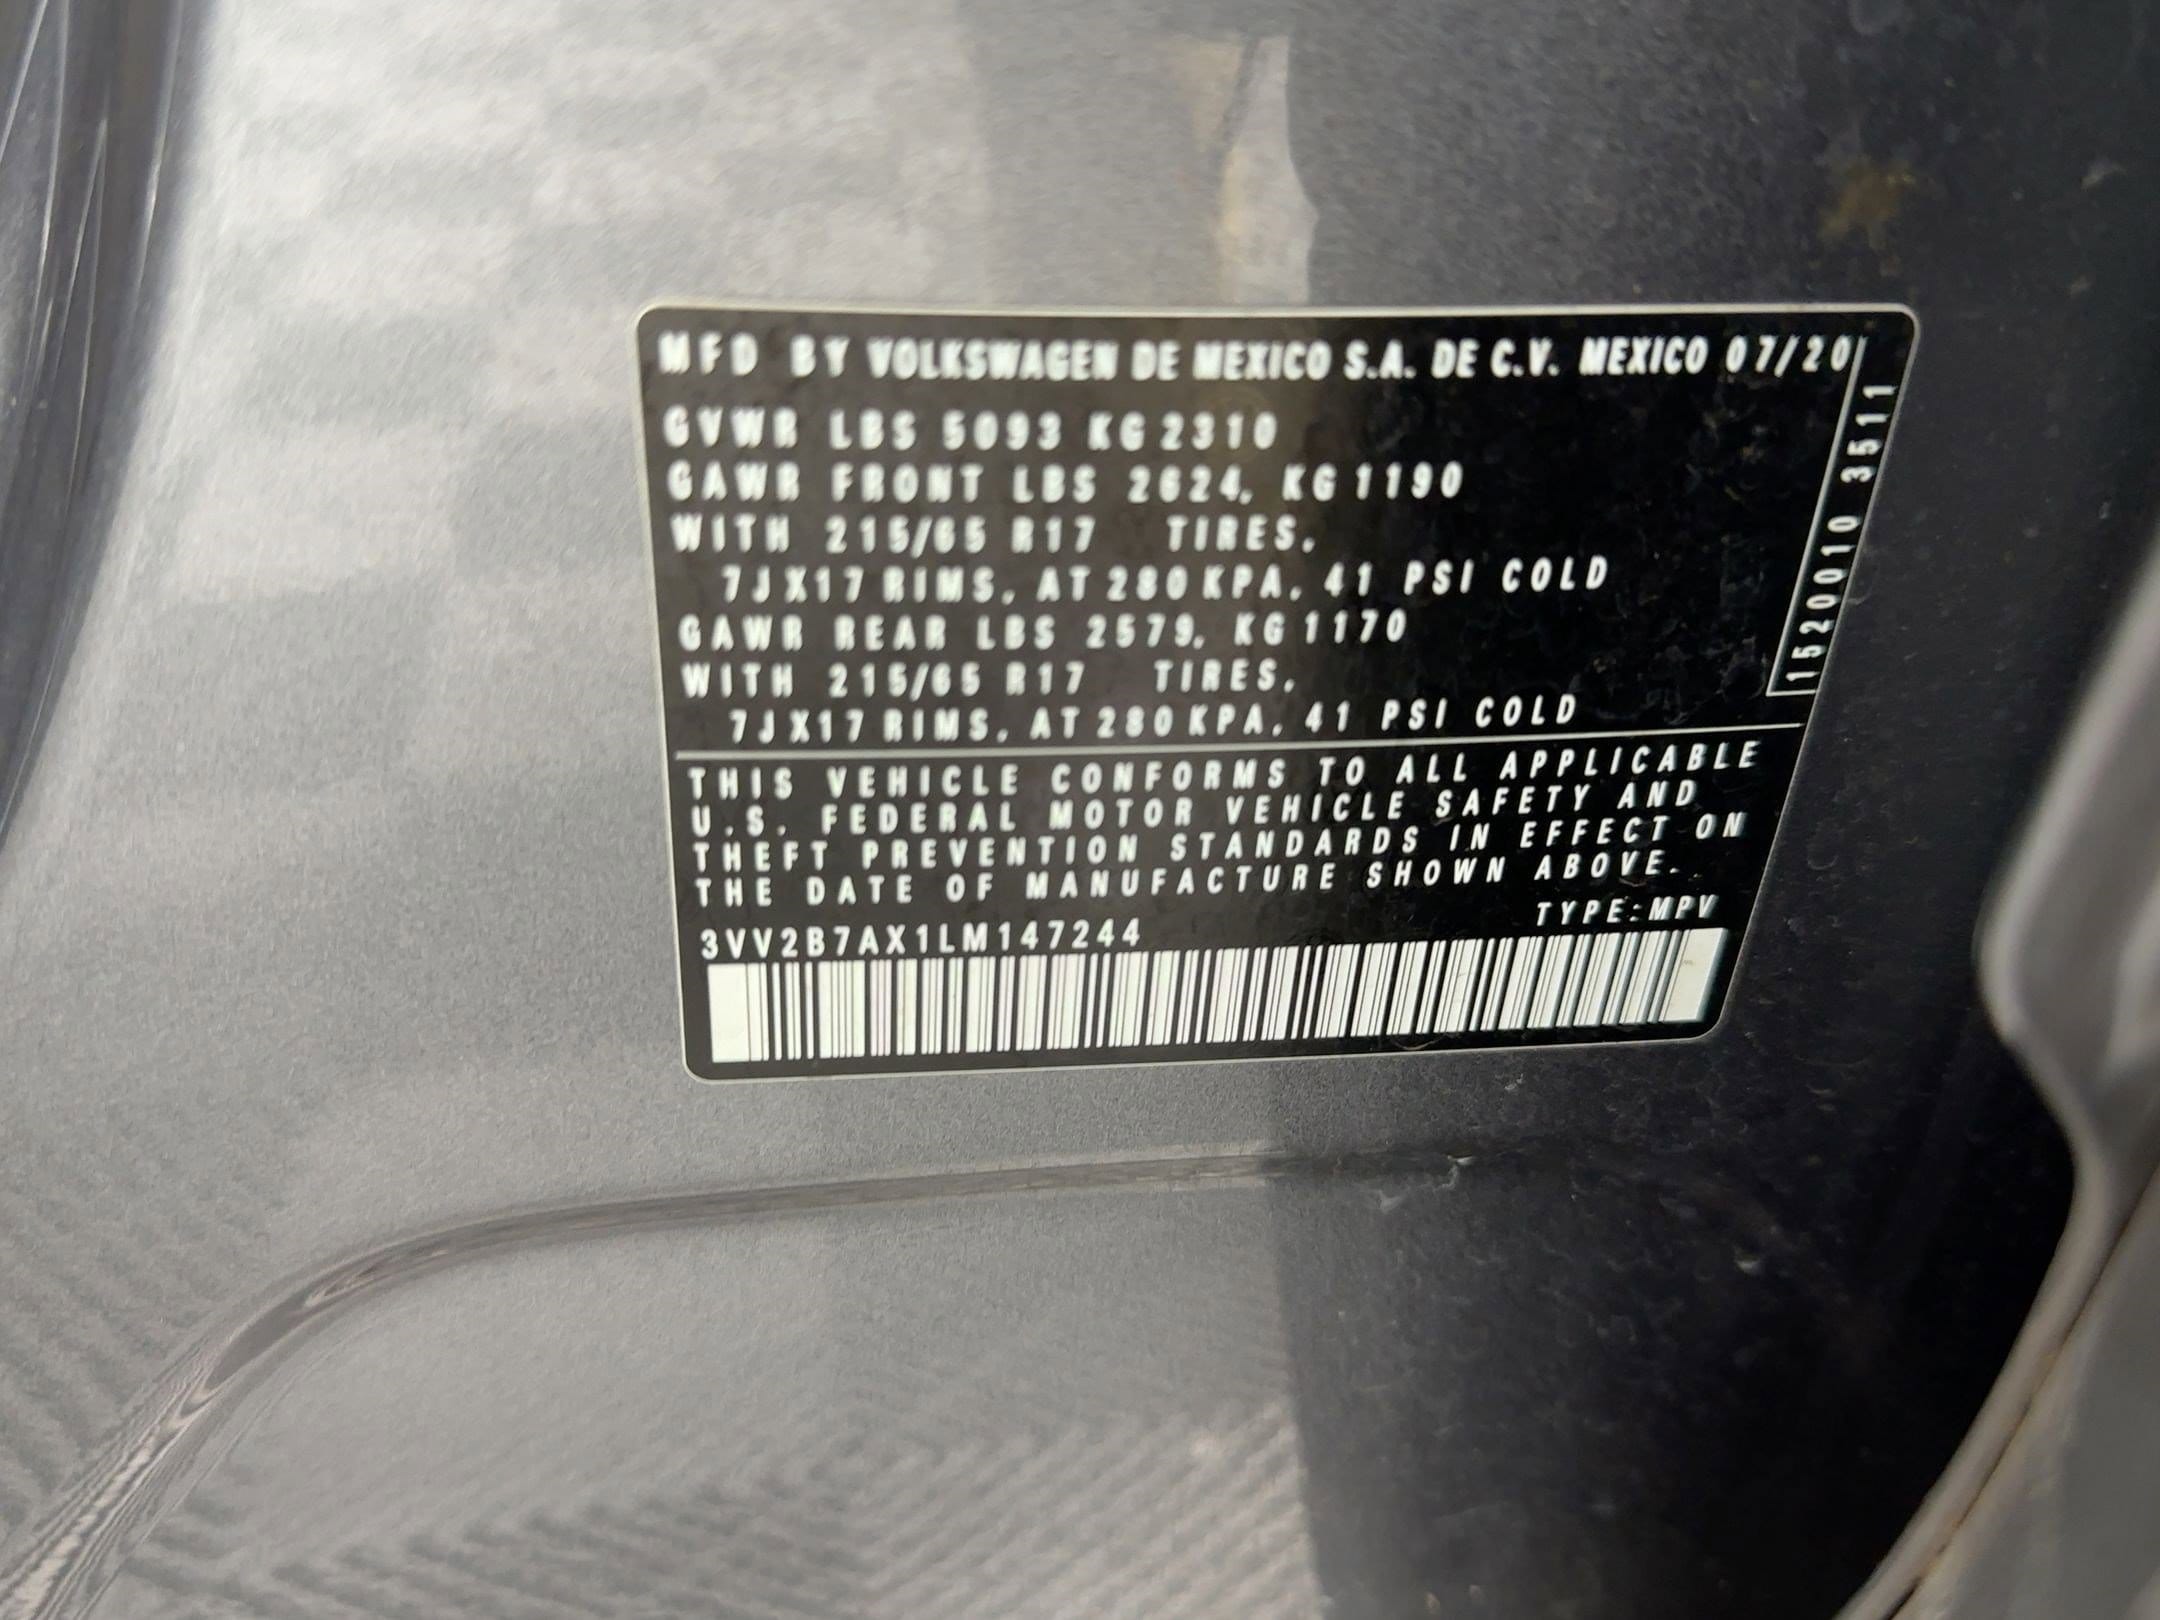 MFD BY VOLKSWAGEN DE MEXICO S.A. DE C.V. MEXICO 07/20
GVWR LBS 5093 KG 2310
GAWR FRONT LBS 2624, KG 1190
WITH 215/65 R17 TIRES,
7JX17 RIMS, AT 280 KPA, 41 PSI COLD
GAWR REAR LBS 2579, KG 1170
WITH 215/65 R17 TIRES,
7JX17 RIMS, AT 280 KPA, 41 PSI COLD
1520010 3511
THIS VEHICLE CONFORMS TO ALL APPLICABLE
U.S. FEDERAL MOTOR VEHICLE SAFETY AND
THEFT PREVENTION STANDARDS IN EFFECT ON
THE DATE OF MANUFACTURE SHOWN ABOVE.
TYPE:MPV
3VV2B7AX1LM147244